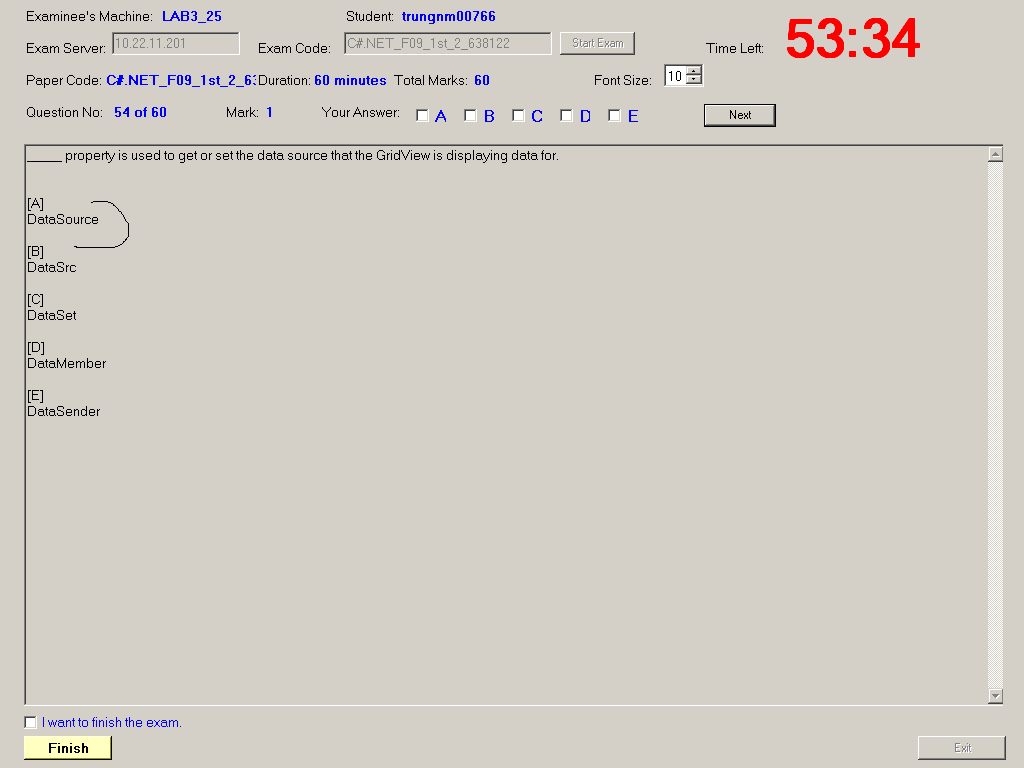 Examinee's Machine: LAB3_25 Student: trungnm00766
53:34
Exam Server: 10.22.11.201 Exam Code: C#.NET_F09_1st_2_638122 Start Exam Time Left:
Paper Code: C#.NET_F09_1st_2_63 Duration: 60 minutes Total Marks: 60 Font Size: 10
Question No: 54 of 60 Mark: 1 Your Answer: A B C D E Next
_____ property is used to get or set the data source that the GridView is displaying data for.
[A]
DataSource
[B]
DataSrc
[C]
DataSet
[D]
DataMember
[E]
DataSender
I want to finish the exam.
Finish Exit